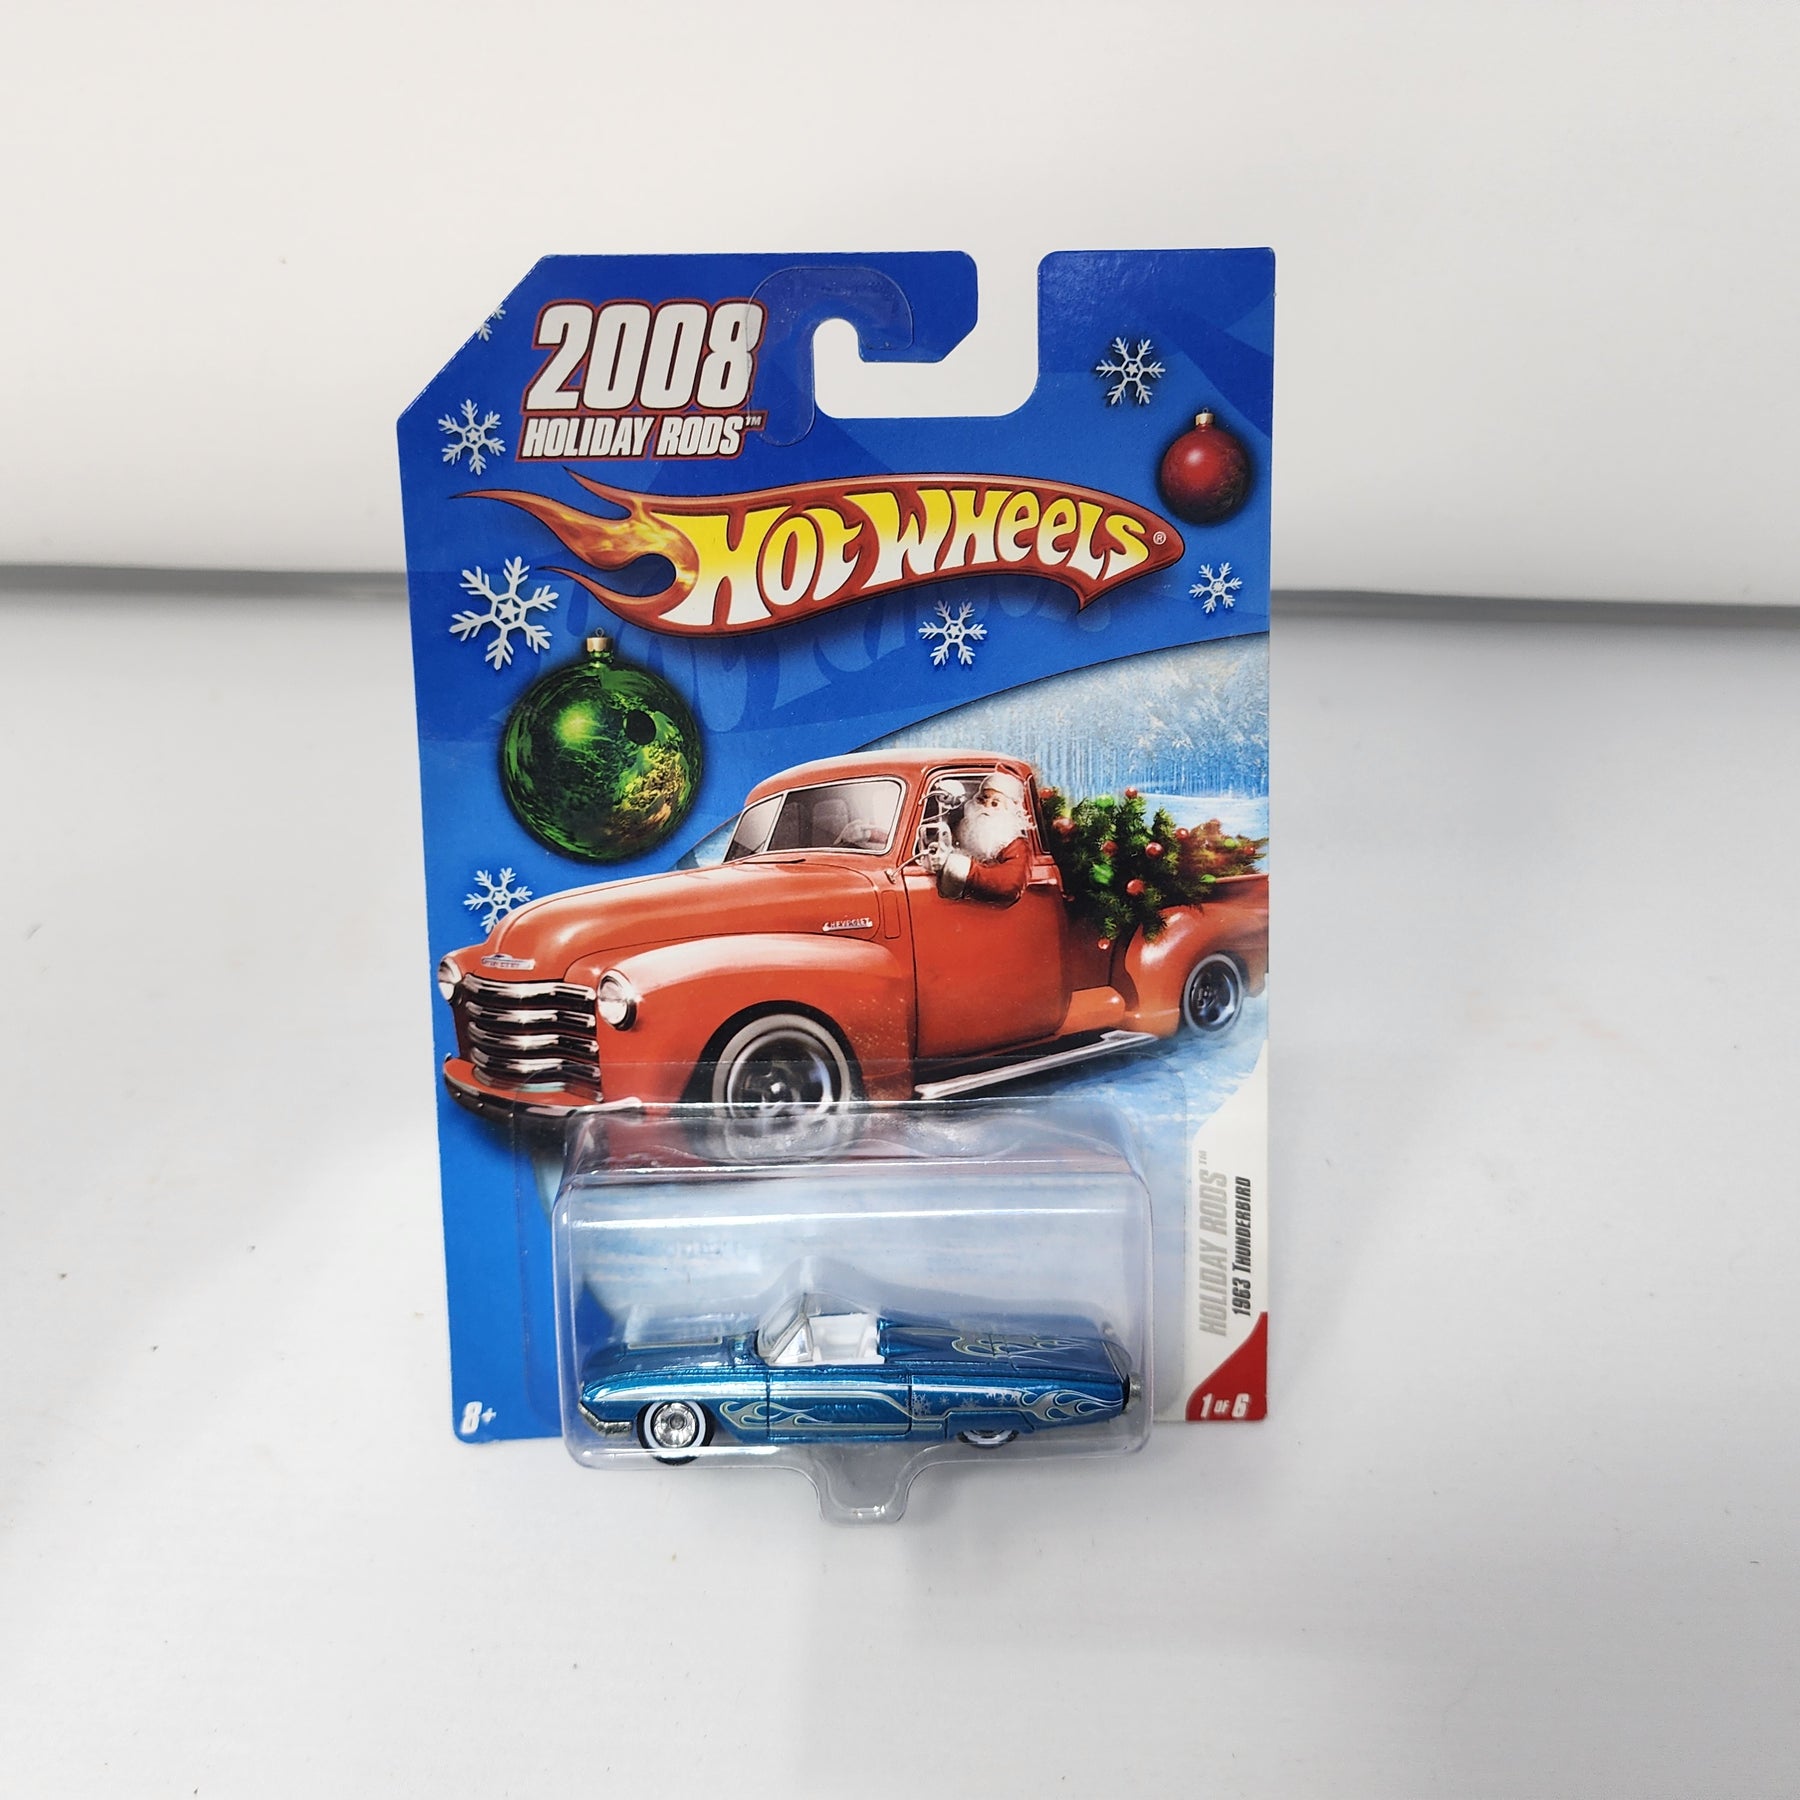 2008
HOLIDAY RODS™
HOT WHEELS®
CHEVROLET
HOLIDAY RODS™
1963 THUNDERBIRD
8+
1 OF 6